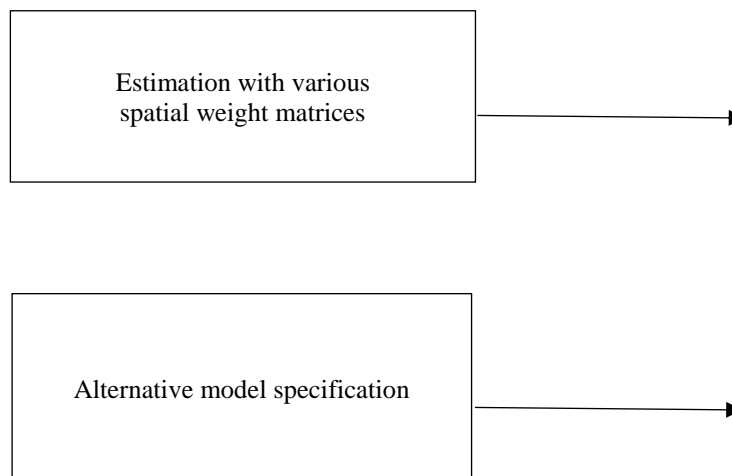 Estimation with various
spatial weight matrices
Alternative model specification